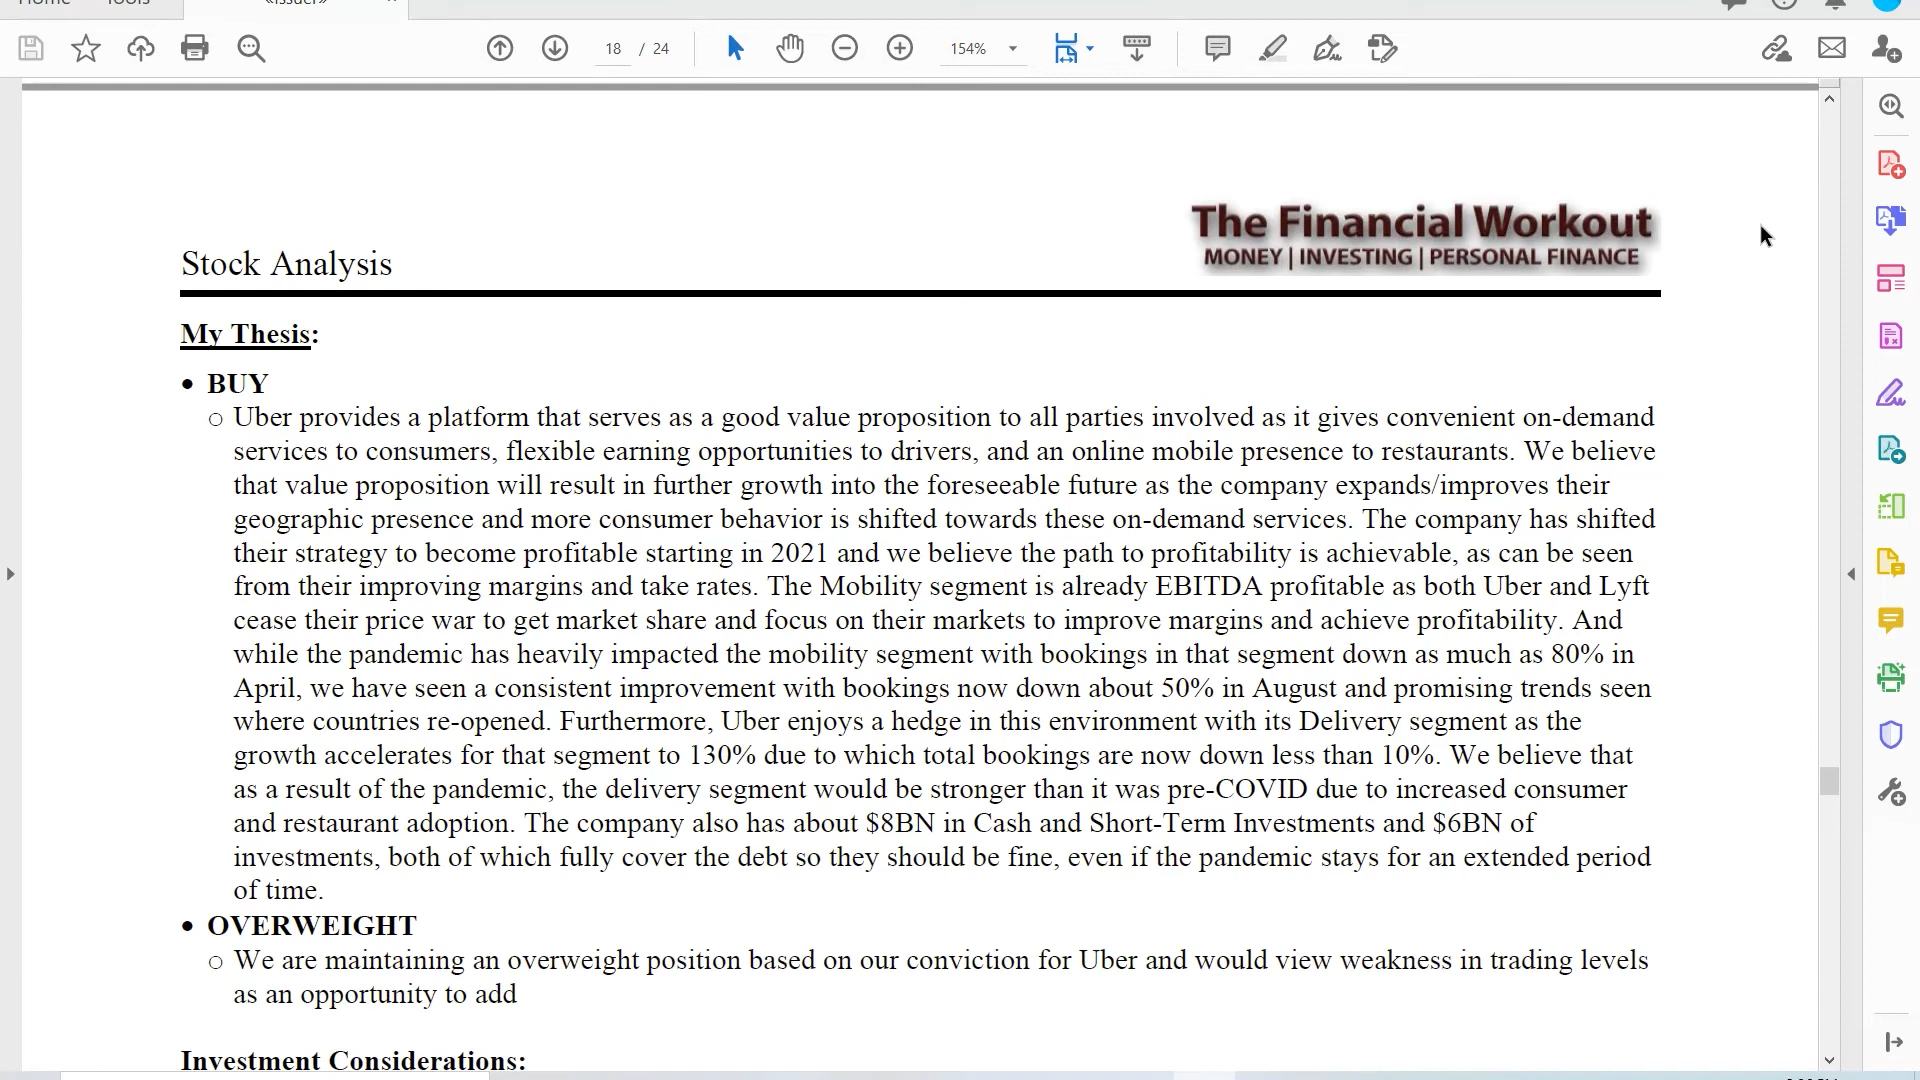 «Issuer»
18 / 24
154%
The Financial Workout
MONEY | INVESTING | PERSONAL FINANCE
Stock Analysis
My Thesis:
• BUY
○ Uber provides a platform that serves as a good value proposition to all parties involved as it gives convenient on-demand
services to consumers, flexible earning opportunities to drivers, and an online mobile presence to restaurants. We believe
that value proposition will result in further growth into the foreseeable future as the company expands/improves their
geographic presence and more consumer behavior is shifted towards these on-demand services. The company has shifted
their strategy to become profitable starting in 2021 and we believe the path to profitability is achievable, as can be seen
from their improving margins and take rates. The Mobility segment is already EBITDA profitable as both Uber and Lyft
cease their price war to get market share and focus on their markets to improve margins and achieve profitability. And
while the pandemic has heavily impacted the mobility segment with bookings in that segment down as much as 80% in
April, we have seen a consistent improvement with bookings now down about 50% in August and promising trends seen
where countries re-opened. Furthermore, Uber enjoys a hedge in this environment with its Delivery segment as the
growth accelerates for that segment to 130% due to which total bookings are now down less than 10%. We believe that
as a result of the pandemic, the delivery segment would be stronger than it was pre-COVID due to increased consumer
and restaurant adoption. The company also has about $8BN in Cash and Short-Term Investments and $6BN of
investments, both of which fully cover the debt so they should be fine, even if the pandemic stays for an extended period
of time.
• OVERWEIGHT
○ We are maintaining an overweight position based on our conviction for Uber and would view weakness in trading levels
as an opportunity to add
Investment Considerations: